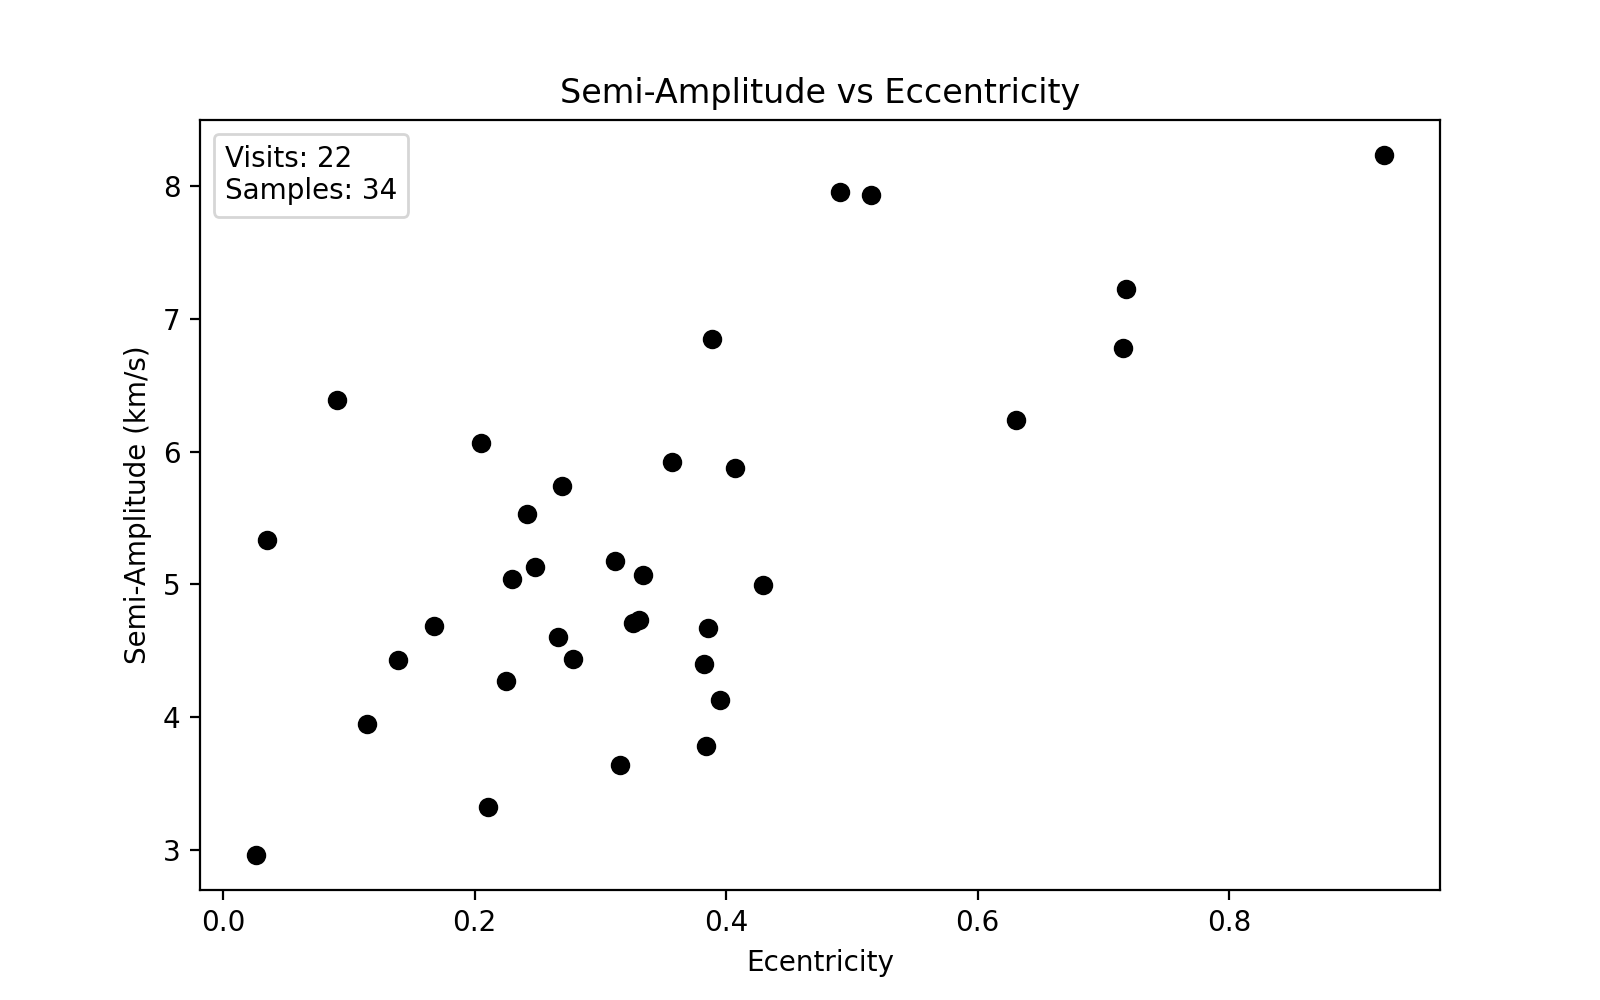 Semi-Amplitude vs Eccentricity
Visits: 22
Samples: 34
8
7
6
5
4
3
Semi-Amplitude (km/s)
0.0 0.2 0.4 0.6 0.8
Ecentricity